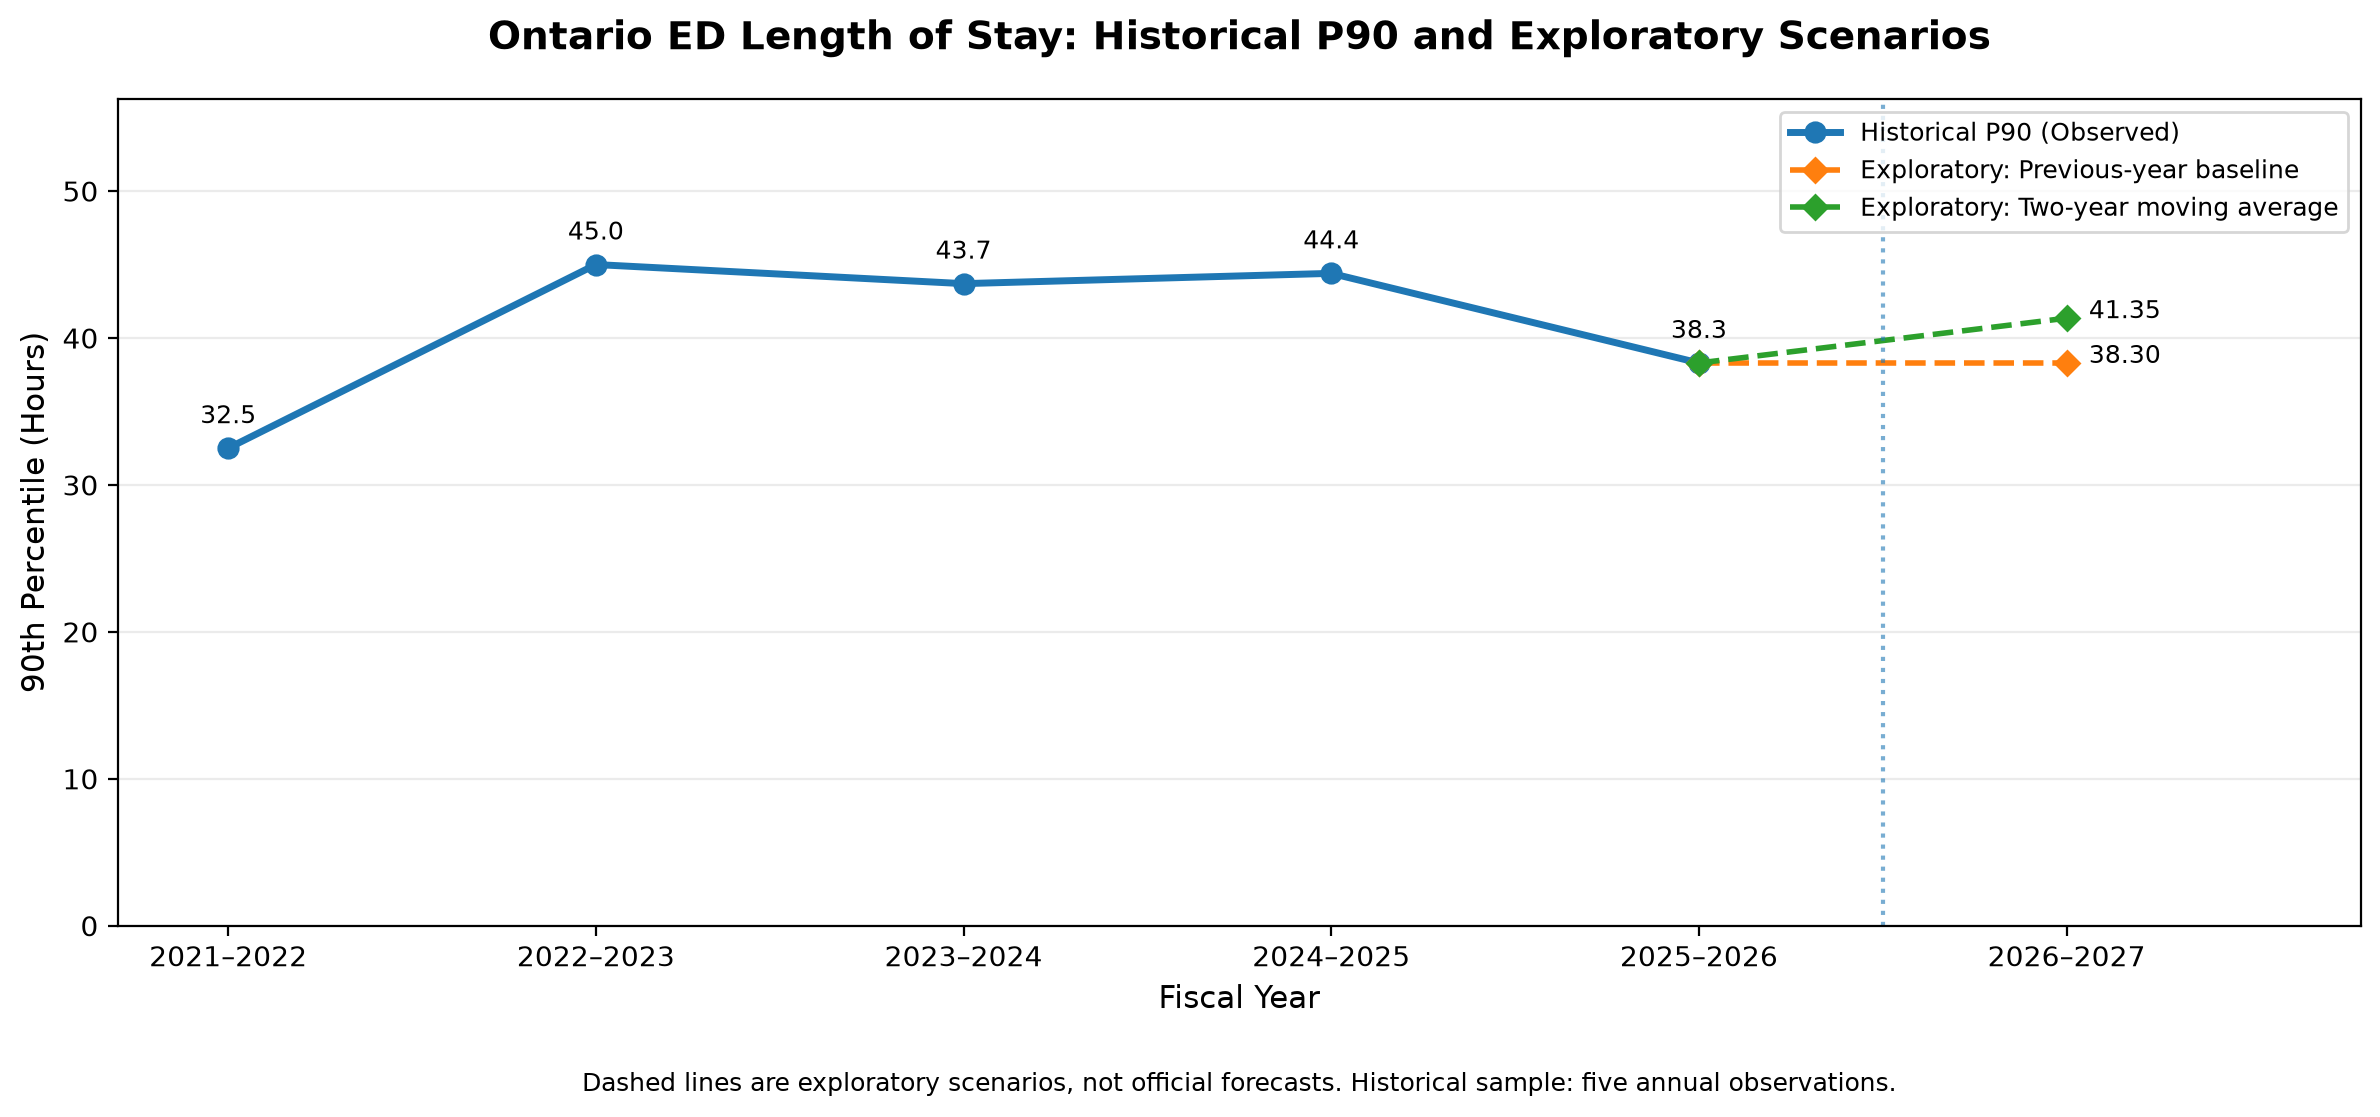 Ontario ED Length of Stay: Historical P90 and Exploratory Scenarios
Historical P90 (Observed)
Exploratory: Previous-year baseline
Exploratory: Two-year moving average
90th Percentile (Hours)
50
40
30
20
10
0
32.5
45.0
43.7
44.4
38.3
41.35
38.30
2021–2022
2022–2023
2023–2024
2024–2025
2025–2026
2026–2027
Fiscal Year
Dashed lines are exploratory scenarios, not official forecasts. Historical sample: five annual observations.